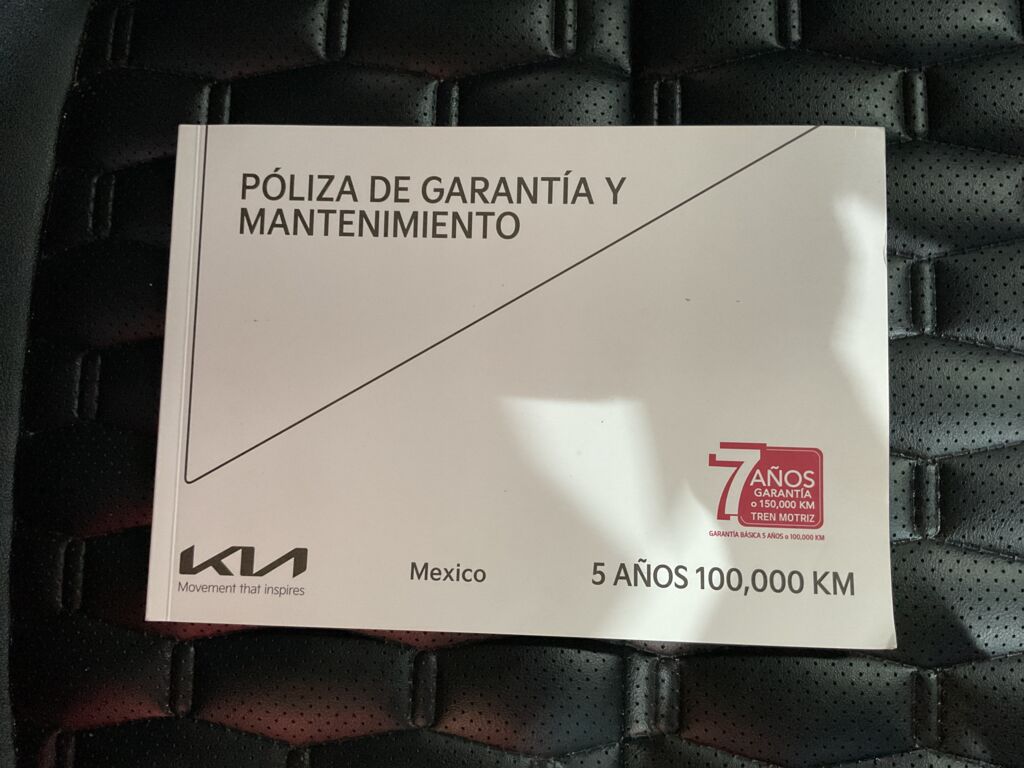 PÓLIZA DE GARANTÍA Y
MANTENIMIENTO
7 AÑOS
GARANTÍA
o 150,000 KM
TREN MOTRIZ
GARANTÍA BÁSICA 5 AÑOS o 100,000 KM
KIA
Movement that inspires
Mexico
5 AÑOS 100,000 KM